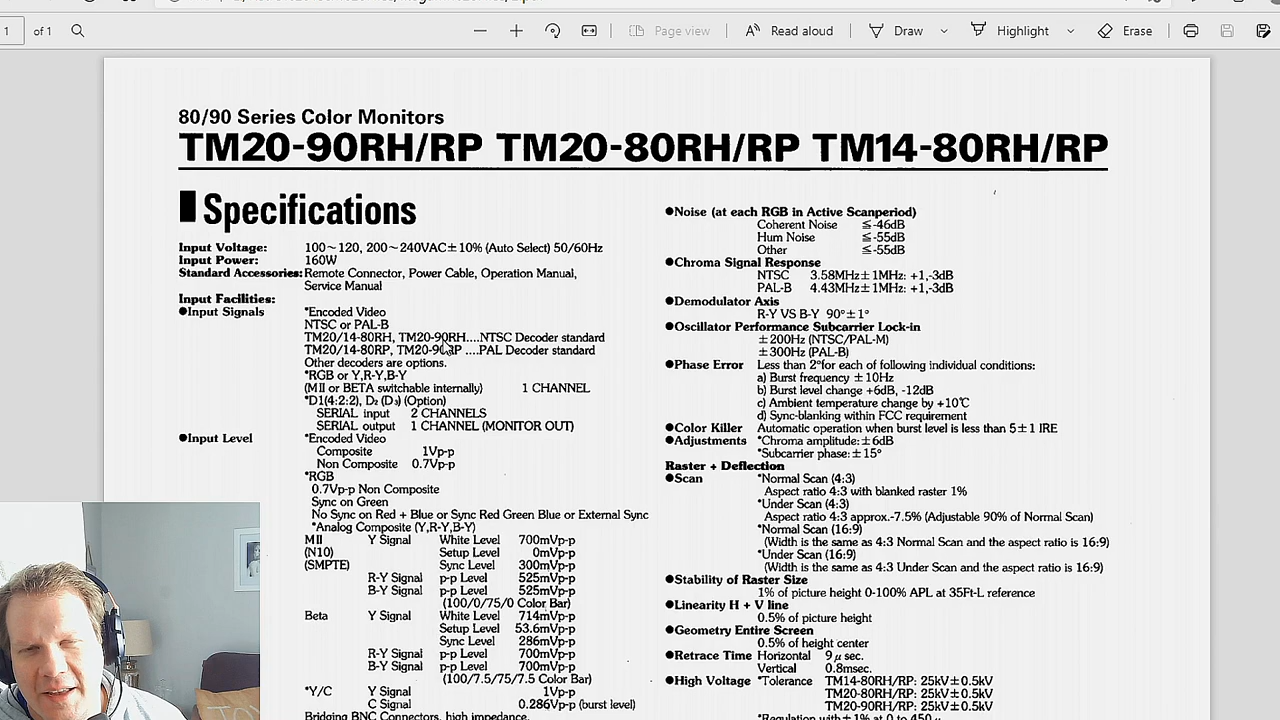 1 of 1
Page view
Read aloud
Draw
Highlight
Erase
80/90 Series Color Monitors
TM20-90RH/RP TM20-80RH/RP TM14-80RH/RP
Specifications
Input Voltage: 100~120, 200~240VAC±10% (Auto Select) 50/60Hz
Input Power: 160W
Standard Accessories: Remote Connector, Power Cable, Operation Manual,
Service Manual
Input Facilities:
●Input Signals *Encoded Video
NTSC or PAL-B
TM20/14-80RH, TM20-90RH....NTSC Decoder standard
TM20/14-80RP, TM20-90RP ....PAL Decoder standard
Other decoders are options.
*RGB or Y,R-Y,B-Y
(MII or BETA switchable internally) 1 CHANNEL
*D1(4:2:2), D2 (D3) (Option)
SERIAL input 2 CHANNELS
SERIAL output 1 CHANNEL (MONITOR OUT)
●Input Level *Encoded Video
Composite 1Vp-p
Non Composite 0.7Vp-p
*RGB
0.7Vp-p Non Composite
Sync on Green
No Sync on Red + Blue or Sync Red Green Blue or External Sync
*Analog Composite (Y,R-Y,B-Y)
MII Y Signal White Level 700mVp-p
(N10) Setup Level 0mVp-p
(SMPTE) Sync Level 300mVp-p
R-Y Signal p-p Level 525mVp-p
B-Y Signal p-p Level 525mVp-p
(100/0/75/0 Color Bar)
Beta Y Signal White Level 714mVp-p
Setup Level 53.6mVp-p
Sync Level 286mVp-p
R-Y Signal p-p Level 700mVp-p
B-Y Signal p-p Level 700mVp-p
(100/7.5/75/7.5 Color Bar)
*Y/C Y Signal 1Vp-p
C Signal 0.286Vp-p (burst level)
Bridging BNC Connectors, high impedance.
●Noise (at each RGB in Active Scanperiod)
Coherent Noise ≦-46dB
Hum Noise ≦-55dB
Other ≦-55dB
●Chroma Signal Response
NTSC 3.58MHz±1MHz: +1,-3dB
PAL-B 4.43MHz±1MHz: +1,-3dB
●Demodulator Axis
R-Y VS B-Y 90°±1°
●Oscillator Performance Subcarrier Lock-in
±200Hz (NTSC/PAL-M)
±300Hz (PAL-B)
●Phase Error Less than 2°for each of following individual conditions:
a) Burst frequency ±10Hz
b) Burst level change +6dB, -12dB
c) Ambient temperature change by +10℃
d) Sync-blanking within FCC requirement
●Color Killer Automatic operation when burst level is less than 5±1 IRE
●Adjustments *Chroma amplitude:±6dB
*Subcarrier phase:±15°
Raster + Deflection
●Scan *Normal Scan (4:3)
Aspect ratio 4:3 with blanked raster 1%
*Under Scan (4:3)
Aspect ratio 4:3 approx.-7.5% (Adjustable 90% of Normal Scan)
*Normal Scan (16:9)
(Width is the same as 4:3 Normal Scan and the aspect ratio is 16:9)
*Under Scan (16:9)
(Width is the same as 4:3 Under Scan and the aspect ratio is 16:9)
●Stability of Raster Size
1% of picture height 0-100% APL at 35Ft-L reference
●Linearity H + V line
0.5% of picture height
●Geometry Entire Screen
0.5% of height center
●Retrace Time Horizontal 9μsec.
Vertical 0.8msec.
●High Voltage *Tolerance TM14-80RH/RP: 25kV±0.5kV
TM20-80RH/RP: 25kV±0.5kV
TM20-90RH/RP: 25kV±0.5kV
*Regulation ±1% at 0 to 450μ